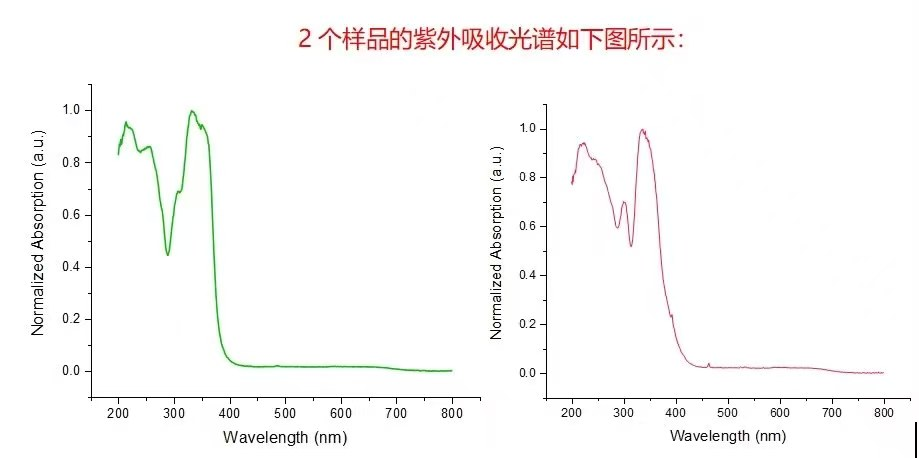 2个样品的紫外吸收光谱如下图所示：
Normalized Absorption (a.u.)
1.0
0.8
0.6
0.4
0.2
0.0
200 300 400 500 600 700 800
Wavelength (nm)
Normalized Absorption (a.u.)
1.0
0.8
0.6
0.4
0.2
0.0
200 300 400 500 600 700 800
Wavelength (nm)